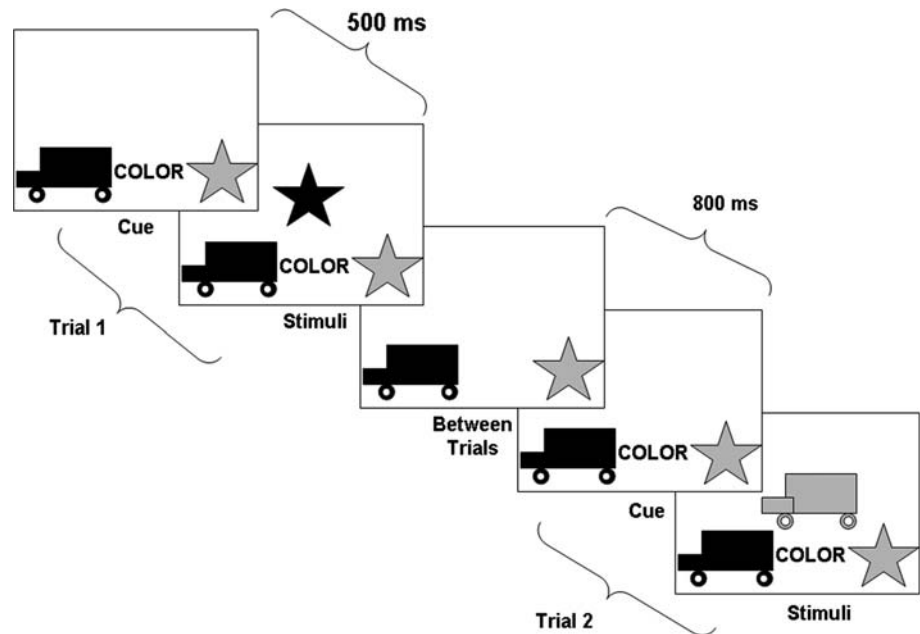 500 ms
COLOR
Cue
COLOR
Trial 1
Stimuli
800 ms
Between
Trials
COLOR
Cue
COLOR
Trial 2
Stimuli